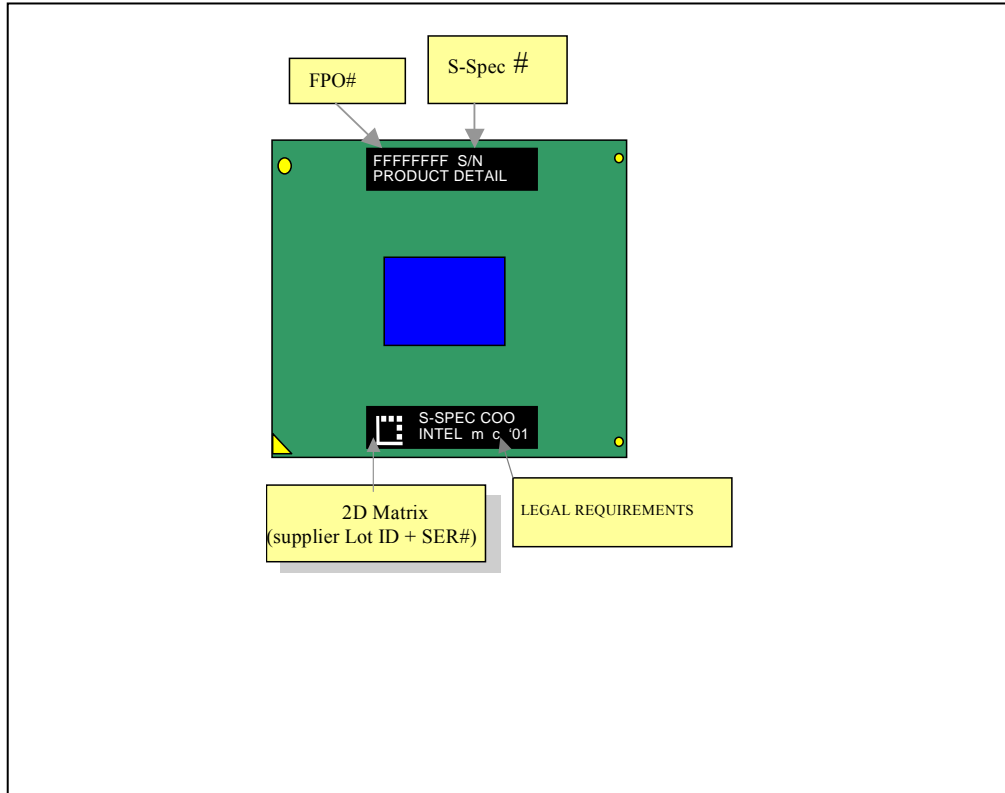 FPO#
S-Spec #
FFFFFFFF S/N
PRODUCT DETAIL
S-SPEC COO
INTEL m c ‘01
2D Matrix
(supplier Lot ID + SER#)
LEGAL REQUIREMENTS